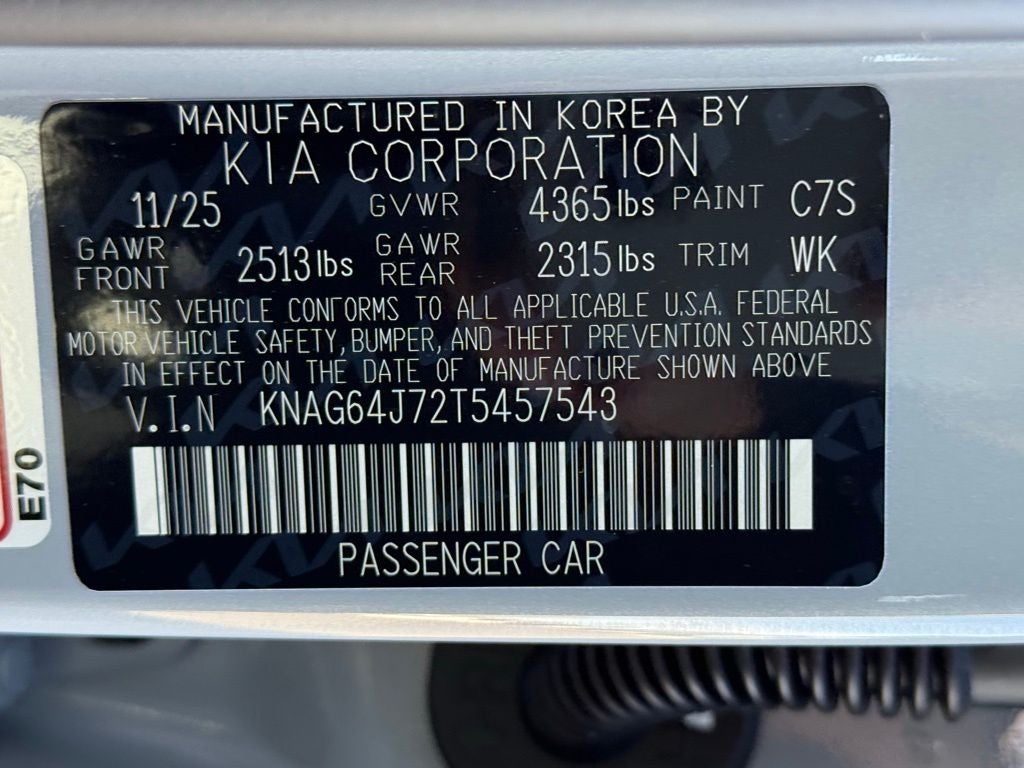 MANUFACTURED IN KOREA BY
KIA CORPORATION
11/25 GVWR 4365 lbs PAINT C7S
GAWR FRONT 2513 lbs GAWR REAR 2315 lbs TRIM WK
THIS VEHICLE CONFORMS TO ALL APPLICABLE U.S.A. FEDERAL
MOTOR VEHICLE SAFETY, BUMPER, AND THEFT PREVENTION STANDARDS
IN EFFECT ON THE DATE OF MANUFACTURE SHOWN ABOVE
V.I.N KNAG64J72T5457543
PASSENGER CAR
E70